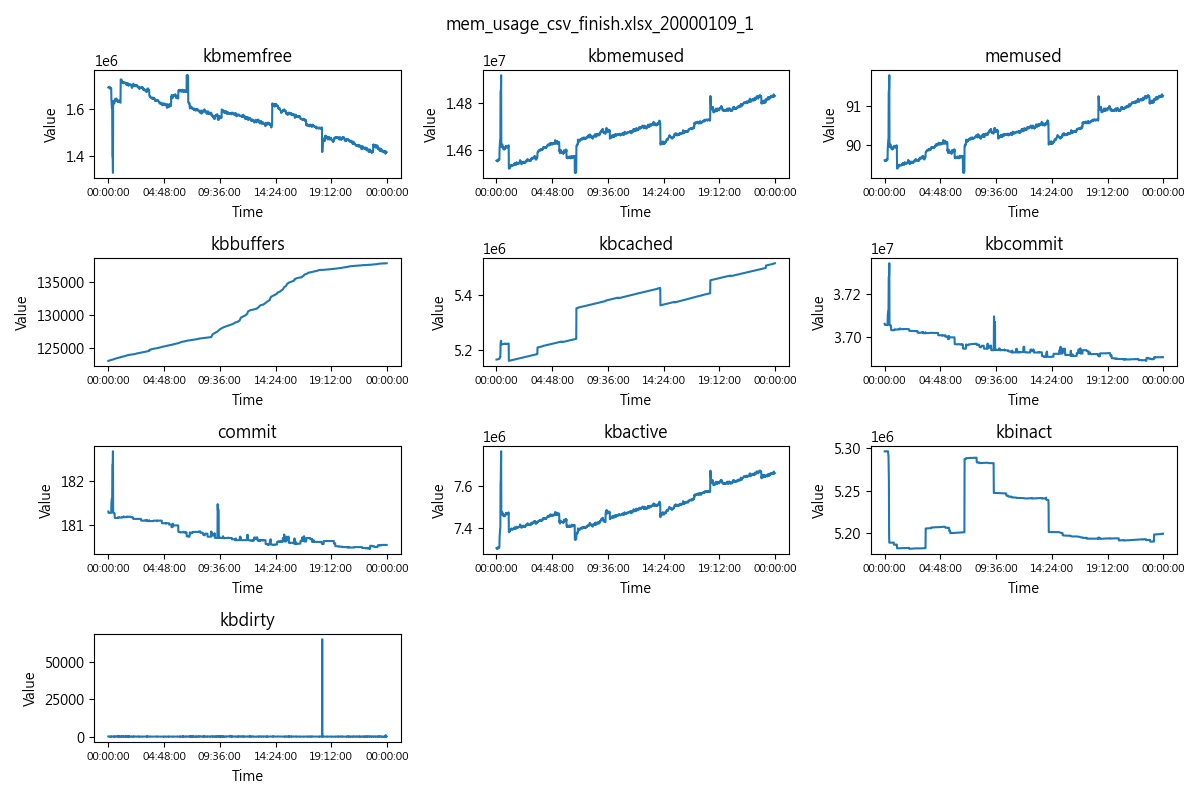 mem_usage_csv_finish.xlsx_20000109_1
kbmemfree
1e6
Value
1.6
1.4
00:00:00 04:48:00 09:36:00 14:24:00 19:12:00 00:00:00
Time
kbmemused
1e7
Value
14.8
14.6
00:00:00 04:48:00 09:36:00 14:24:00 19:12:00 00:00:00
Time
memused
Value
91
90
00:00:00 04:48:00 09:36:00 14:24:00 19:12:00 00:00:00
Time
kbbuffers
Value
135000
130000
125000
00:00:00 04:48:00 09:36:00 14:24:00 19:12:00 00:00:00
Time
kbcached
1e6
Value
5.4
5.2
00:00:00 04:48:00 09:36:00 14:24:00 19:12:00 00:00:00
Time
kbcommit
1e7
Value
3.72
3.70
00:00:00 04:48:00 09:36:00 14:24:00 19:12:00 00:00:00
Time
commit
Value
182
181
00:00:00 04:48:00 09:36:00 14:24:00 19:12:00 00:00:00
Time
kbactive
1e6
Value
7.6
7.4
00:00:00 04:48:00 09:36:00 14:24:00 19:12:00 00:00:00
Time
kbinact
1e6
Value
5.30
5.25
5.20
00:00:00 04:48:00 09:36:00 14:24:00 19:12:00 00:00:00
Time
kbdirty
Value
50000
25000
0
00:00:00 04:48:00 09:36:00 14:24:00 19:12:00 00:00:00
Time